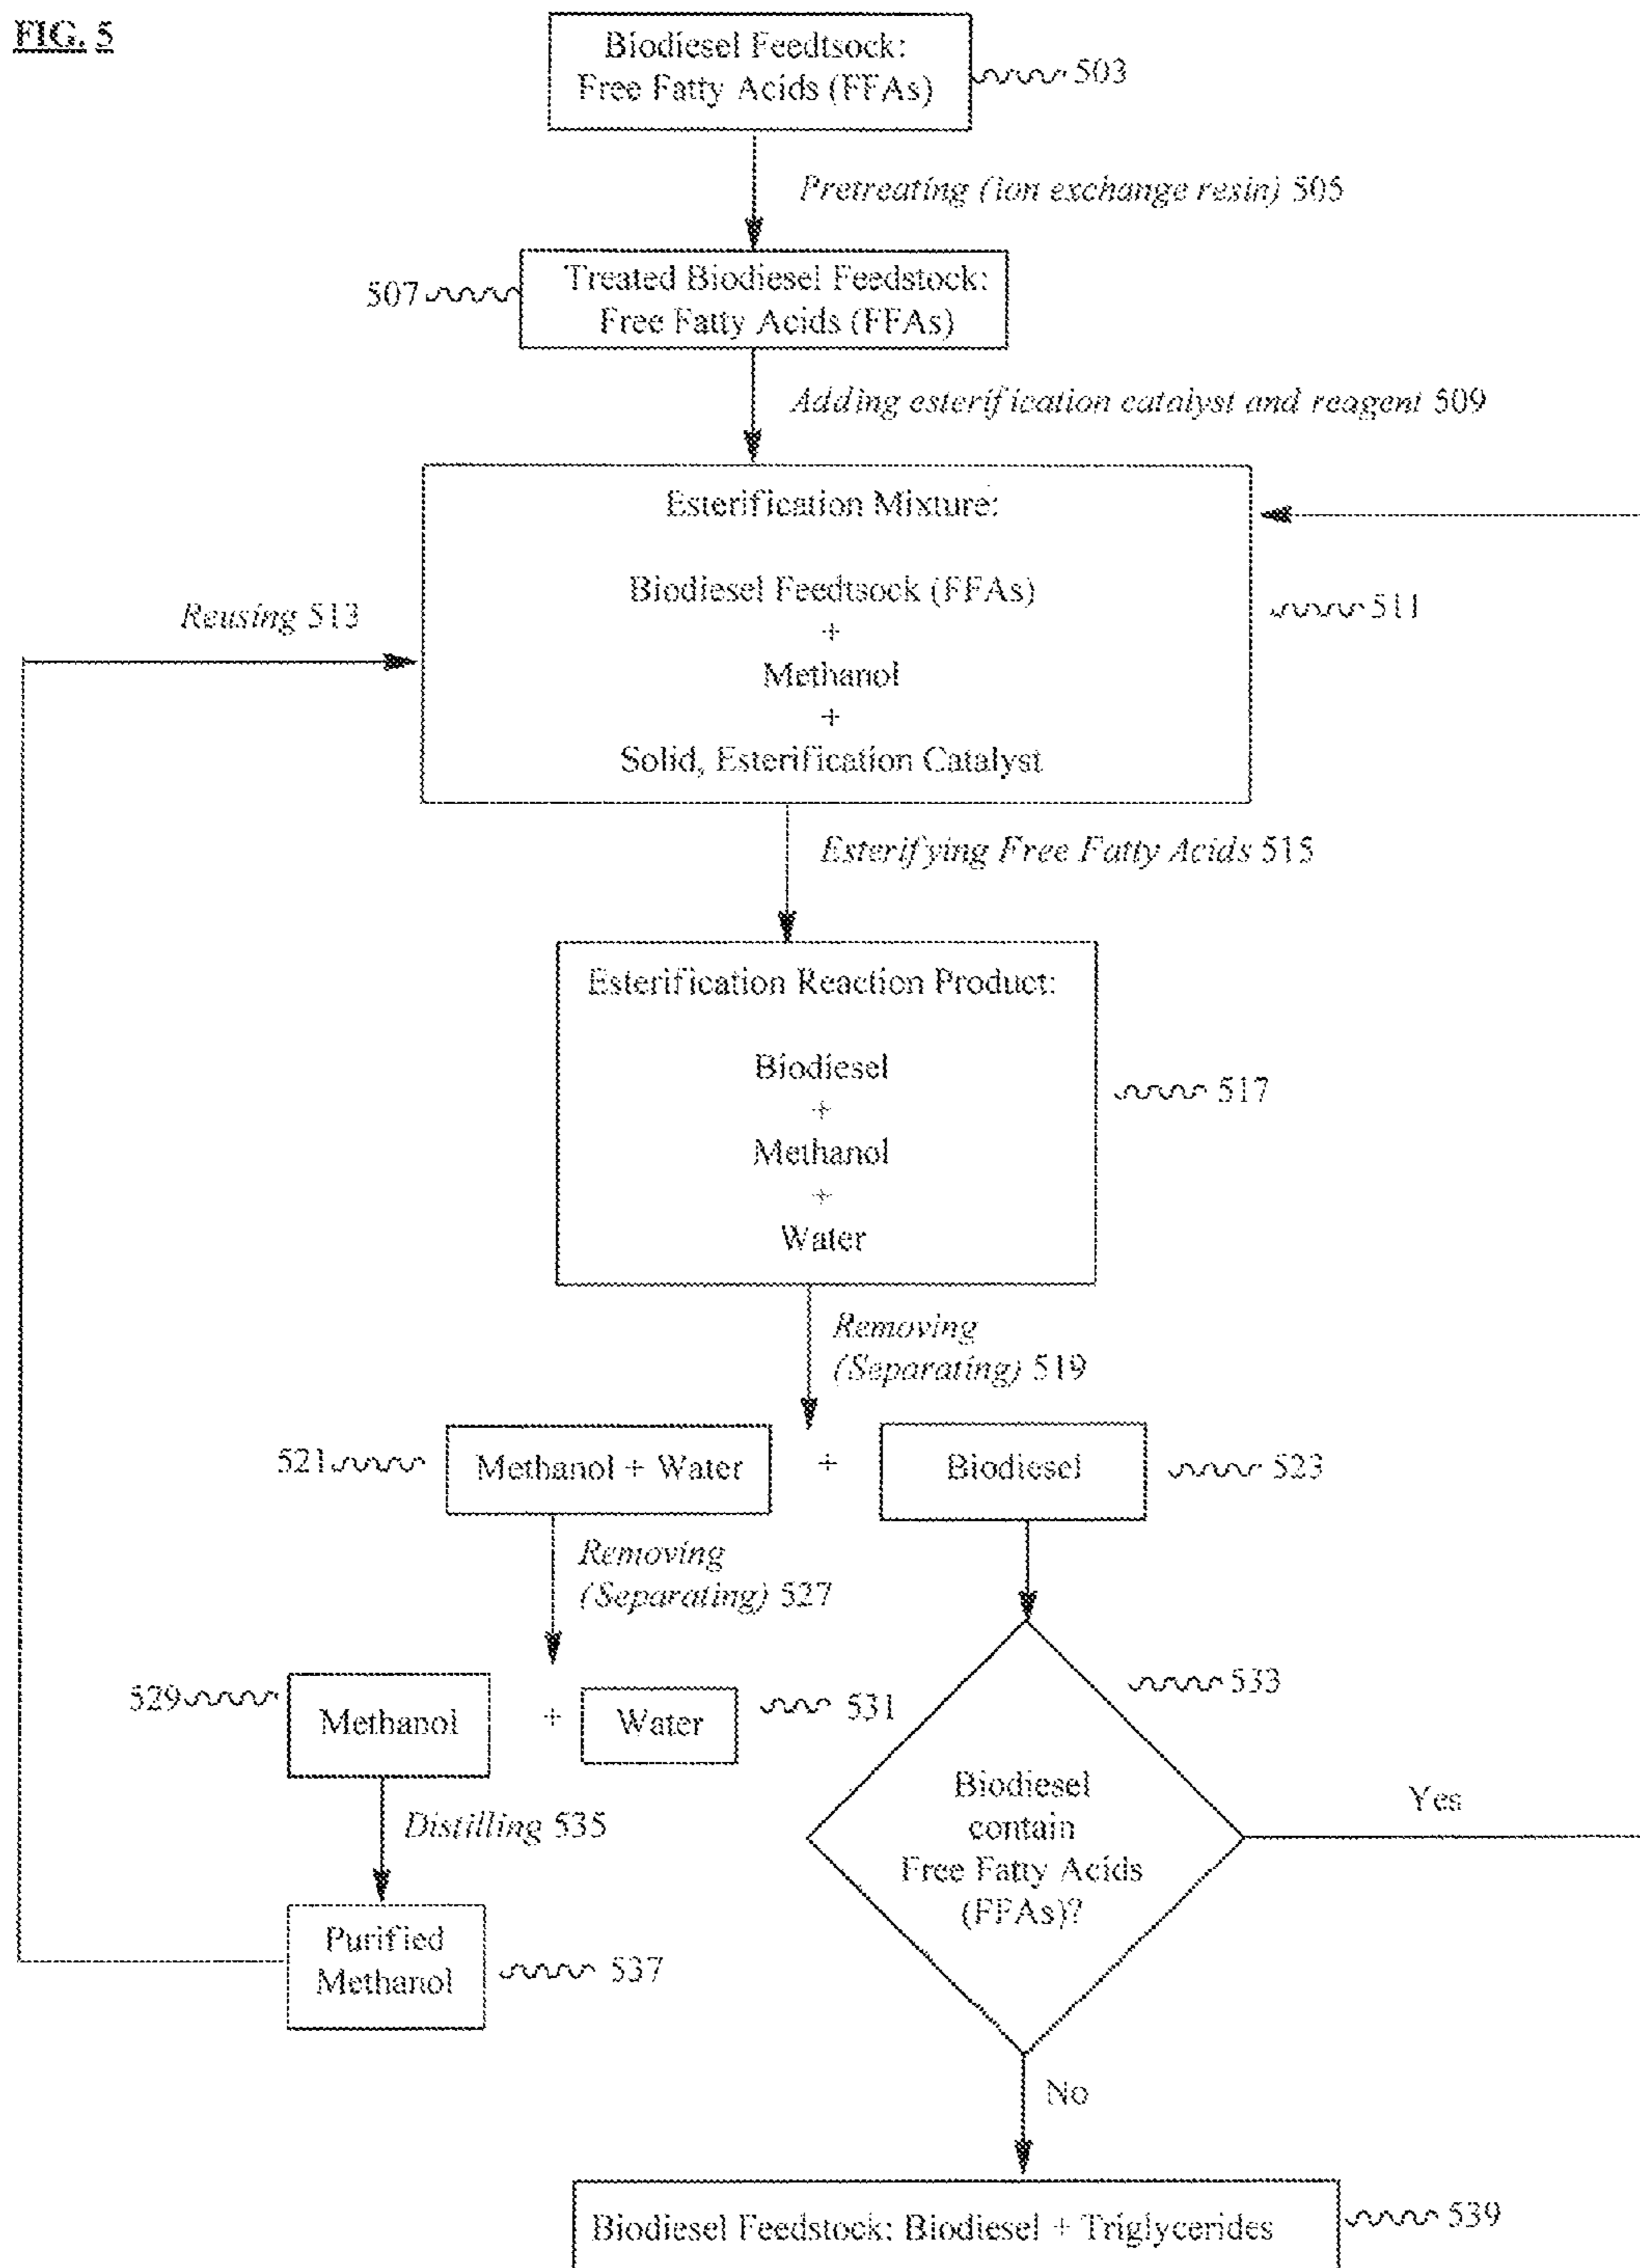 FIG. 5
Biodiesel Feedtsock:
Free Fatty Acids (FFAs)
503
Pretreating (ion exchange resin) 505
507
Treated Biodiesel Feedstock:
Free Fatty Acids (FFAs)
Adding esterification catalyst and reagent 509
Esterification Mixture:
Biodiesel Feedtsock (FFAs)
+
Methanol
+
Solid, Esterification Catalyst
511
Reusing 513
Esterifying Free Fatty Acids 515
Esterification Reaction Product:
Biodiesel
+
Methanol
+
Water
517
Removing
(Separating) 519
521
Methanol + Water
+
Biodiesel
523
Removing
(Separating) 527
529
Methanol
+
Water
531
533
Biodiesel
contain
Free Fatty Acids
(FFAs)?
Yes
Distilling 535
Purified
Methanol
537
No
Biodiesel Feedstock: Biodiesel + Triglycerides
539